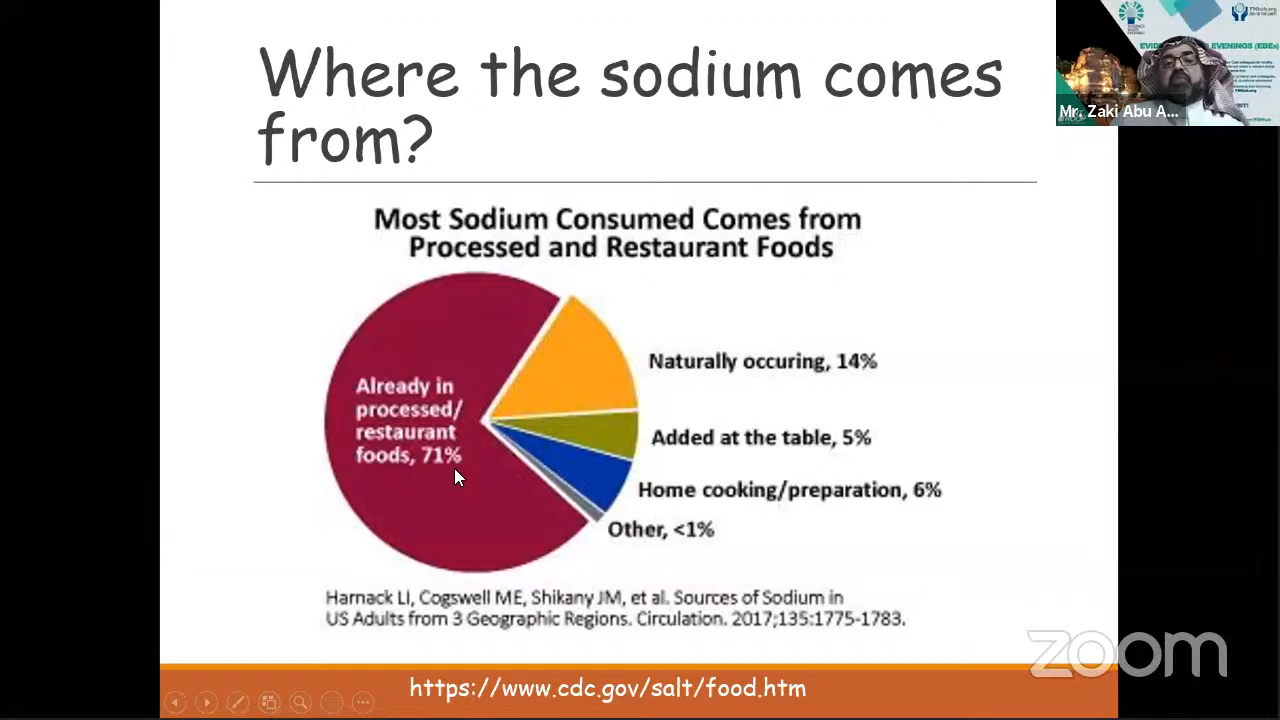 Where the sodium comes
from?
Most Sodium Consumed Comes from
Processed and Restaurant Foods
Already in
processed/
restaurant
foods, 71%
Naturally occuring, 14%
Added at the table, 5%
Home cooking/preparation, 6%
Other, <1%
Harnack LI, Cogswell ME, Shikany JM, et al. Sources of Sodium in
US Adults from 3 Geographic Regions. Circulation. 2017;135:1775-1783.
https://www.cdc.gov/salt/food.htm
zoom
EVENINGS (EBEs)
Mr. Zaki Abu A...